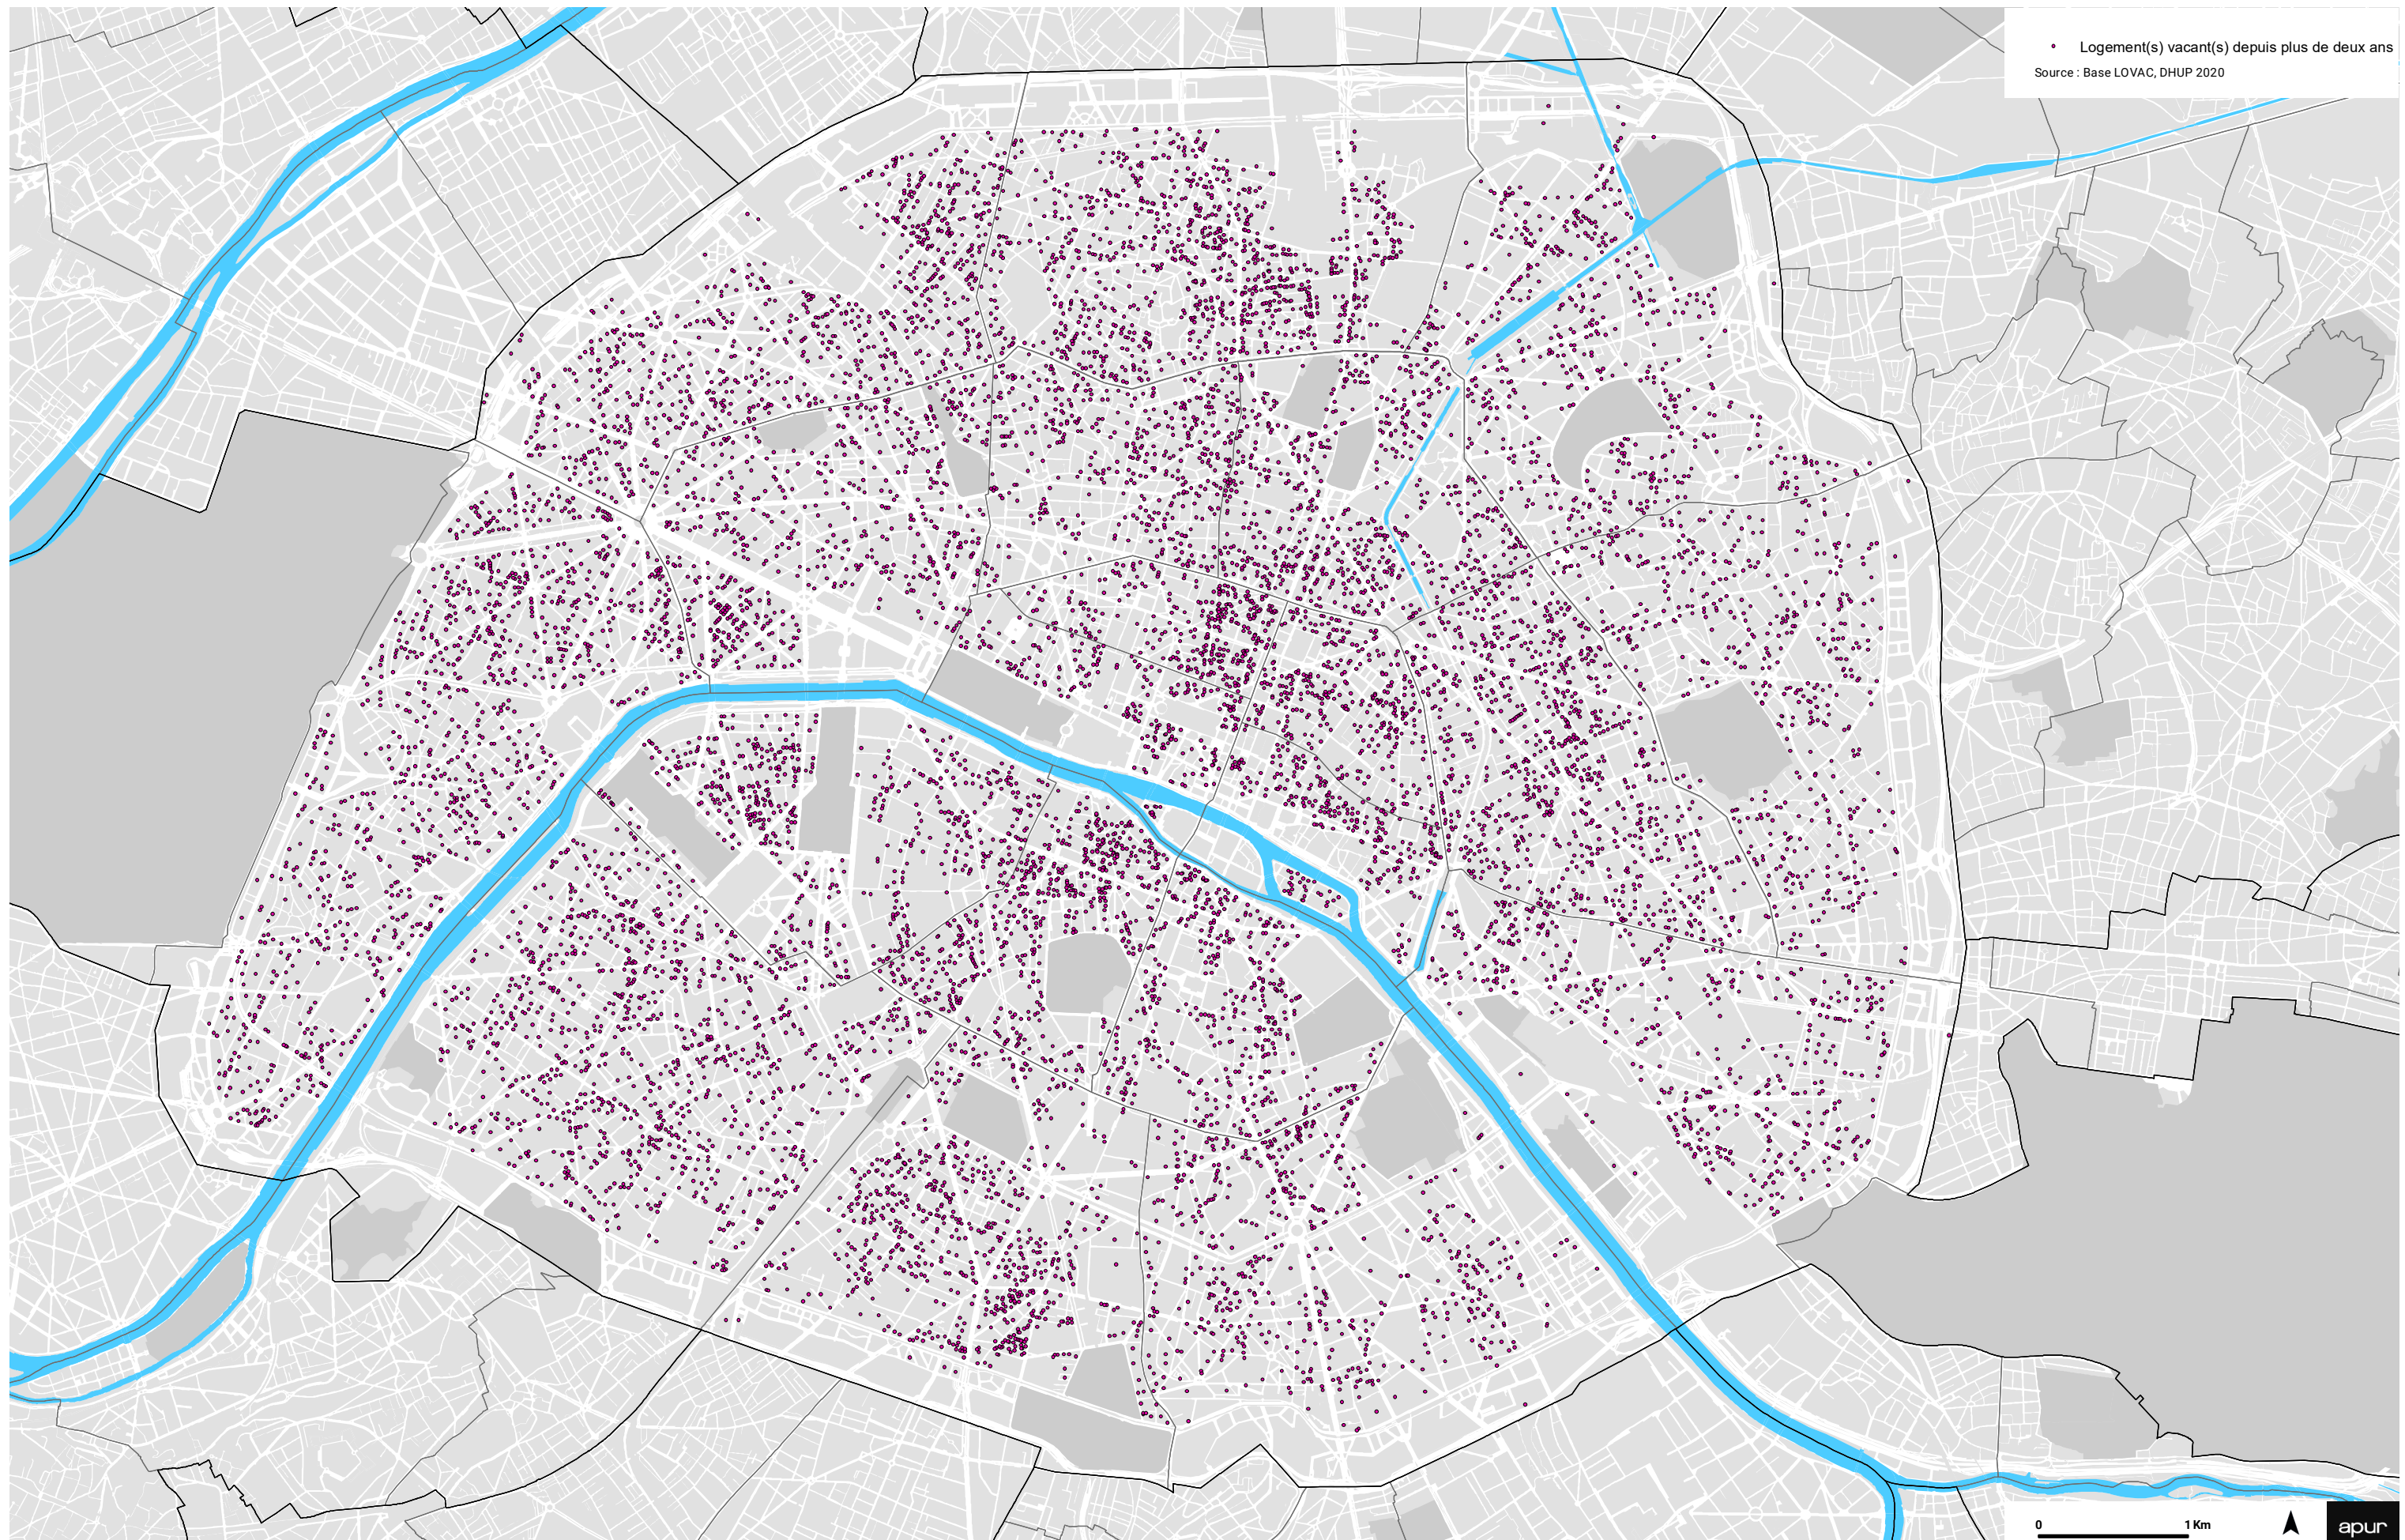 Logement(s) vacant(s) depuis plus de deux ans
Source : Base LOVAC, DHUP 2020
0 1 Km
apur